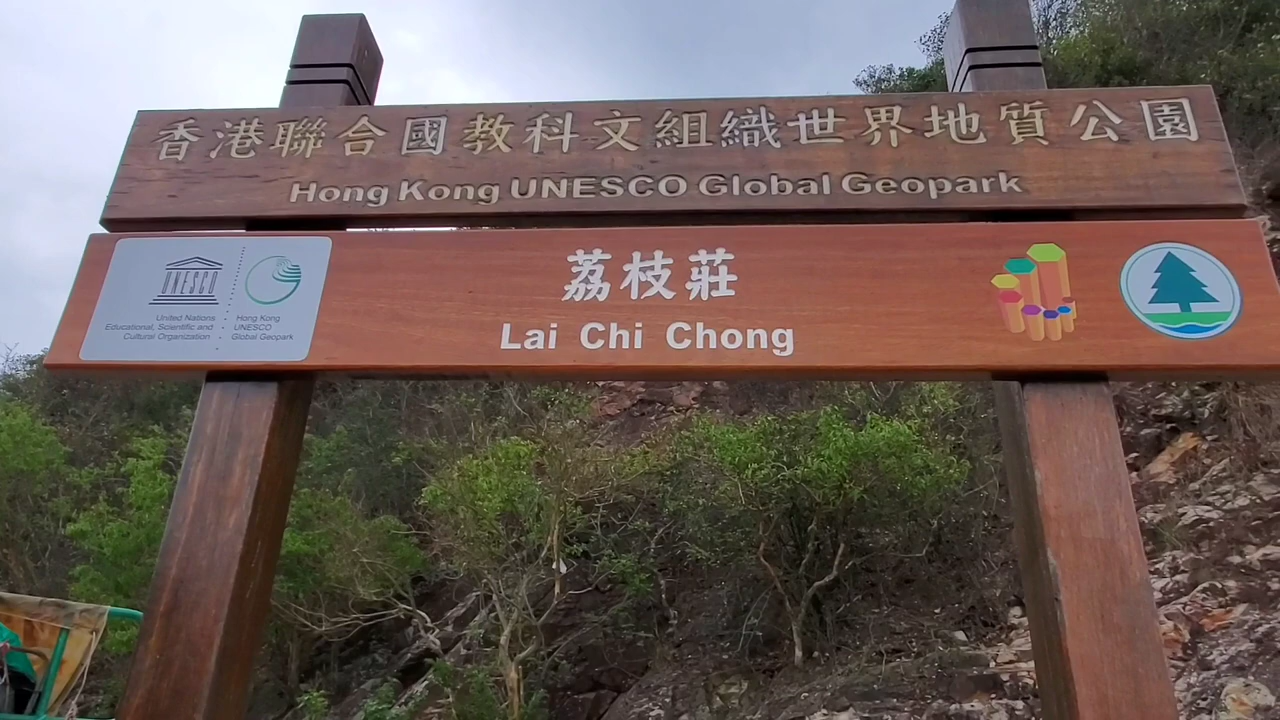 香港聯合國教科文組織世界地質公園
Hong Kong UNESCO Global Geopark
荔枝莊
Lai Chi Chong
UNESCO
United Nations
Educational, Scientific and
Cultural Organization
Hong Kong
UNESCO
Global Geopark